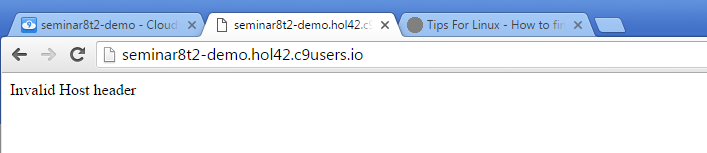 seminar8t2-demo - Cloud
seminar8t2-demo.hol42.c9
Tips For Linux - How to fin
seminar8t2-demo.hol42.c9users.io
Invalid Host header